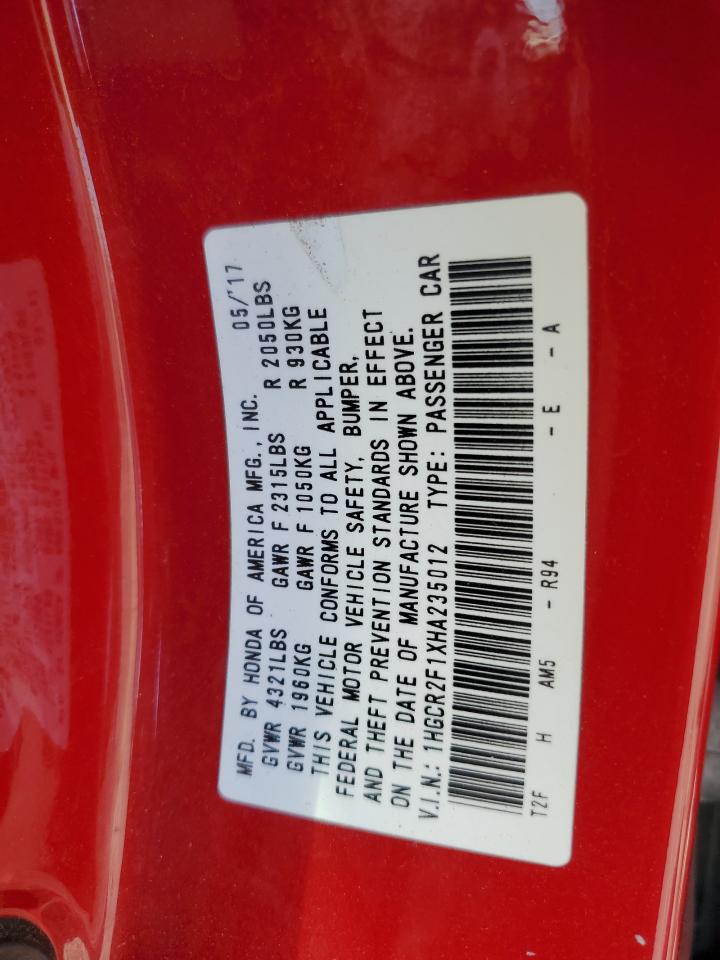 MFD. BY HONDA OF AMERICA MFG., INC. 05/'17
GVWR 4321LBS GAWR F 2315LBS R 2050LBS
GVWR 1960KG GAWR F 1050KG R 930KG
THIS VEHICLE CONFORMS TO ALL APPLICABLE
FEDERAL MOTOR VEHICLE SAFETY, BUMPER,
AND THEFT PREVENTION STANDARDS IN EFFECT
ON THE DATE OF MANUFACTURE SHOWN ABOVE.
V.I.N.: 1HGCR2F1XHA235012 TYPE: PASSENGER CAR
T2F H AM5 - R94 - E - A